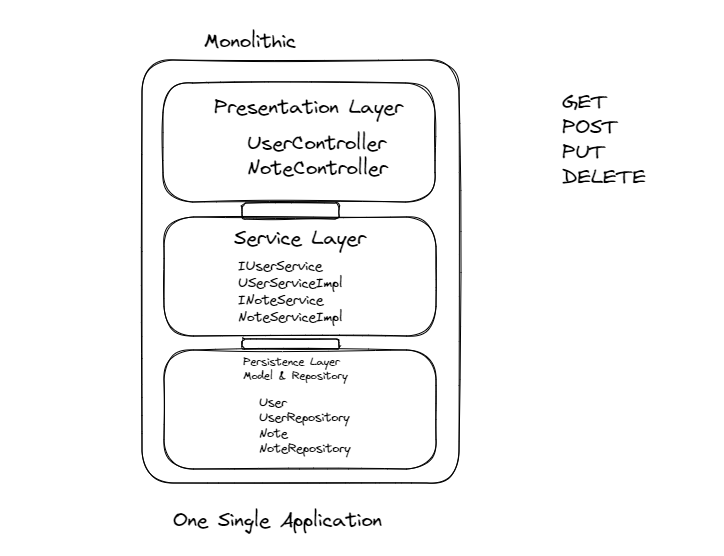 Monolithic
Presentation Layer
UserController
NoteController
GET
POST
PUT
DELETE
Service Layer
IUserService
USerServiceImpl
INoteService
NoteServiceImpl
Persistence Layer
Model & Repository
User
UserRepository
Note
NoteRepository
One Single Application